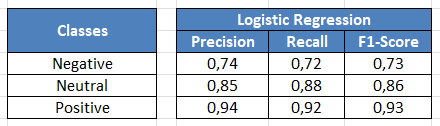 Classes
Logistic Regression
Precision Recall F1-Score
Negative 0,74 0,72 0,73
Neutral 0,85 0,88 0,86
Positive 0,94 0,92 0,93